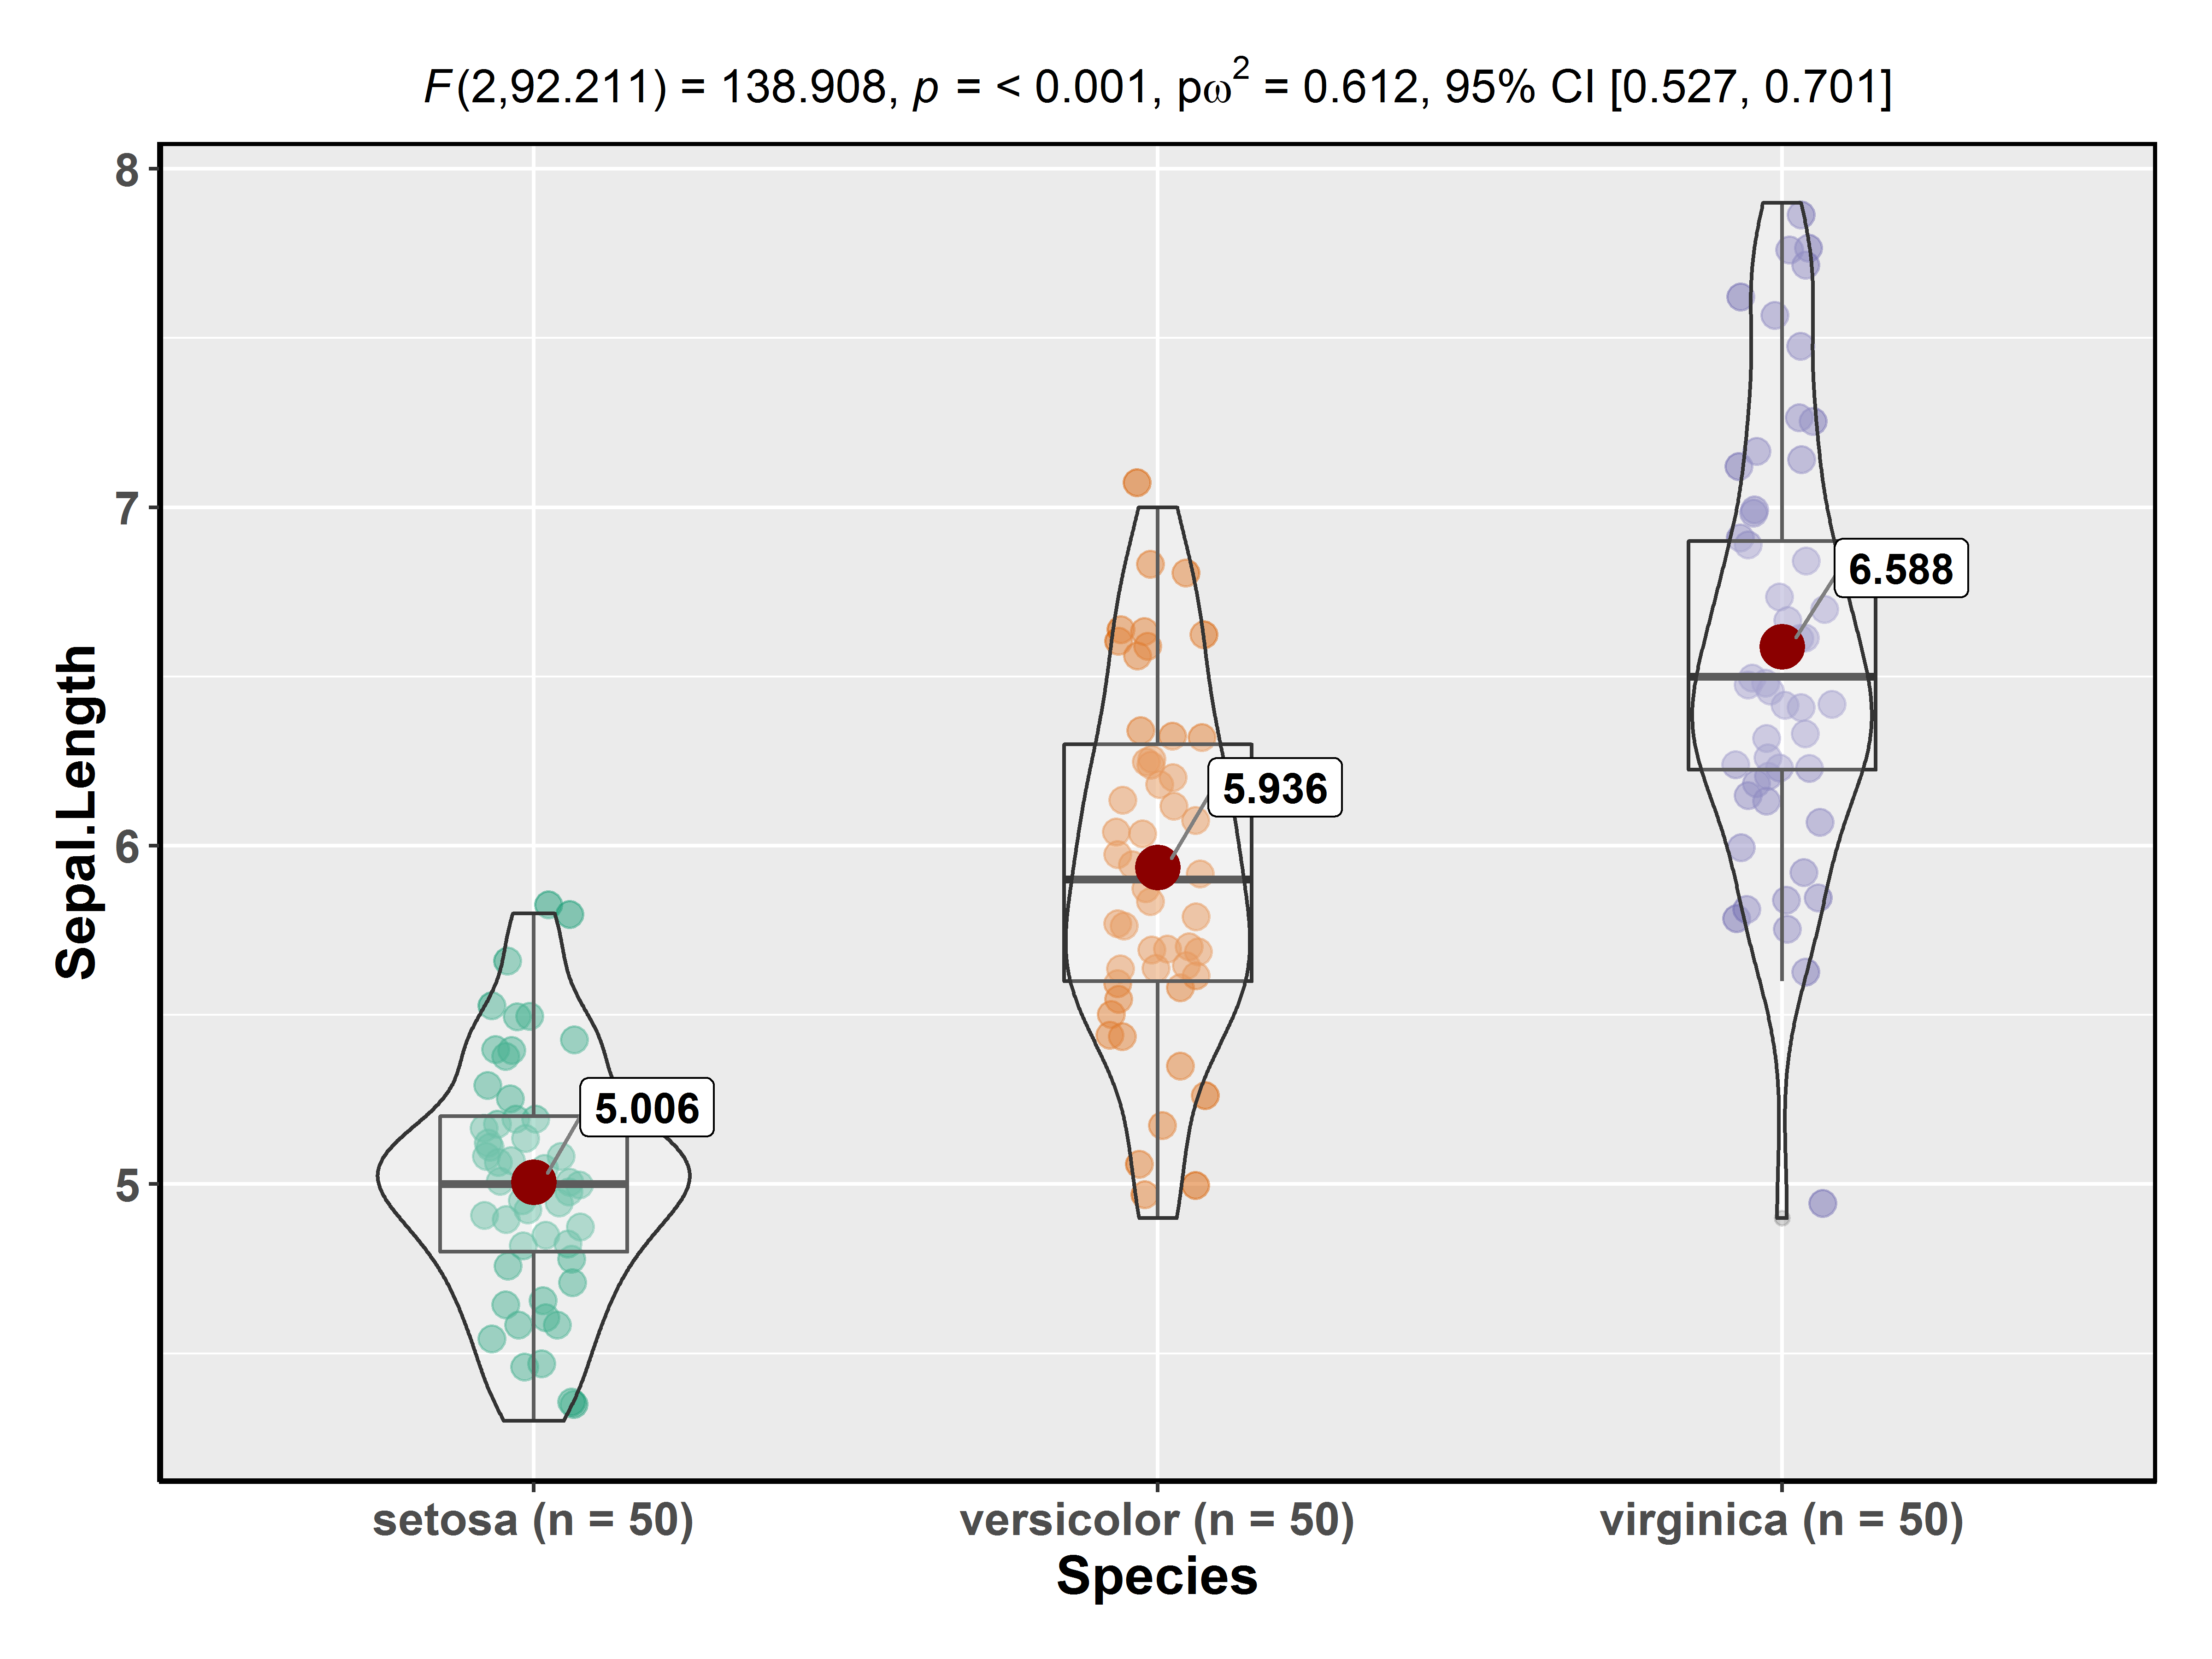 F(2,92.211) = 138.908, p = < 0.001, pω² = 0.612, 95% CI [0.527, 0.701]
8
7
6
5
Sepal.Length
6.588
5.936
5.006
setosa (n = 50)
versicolor (n = 50)
virginica (n = 50)
Species